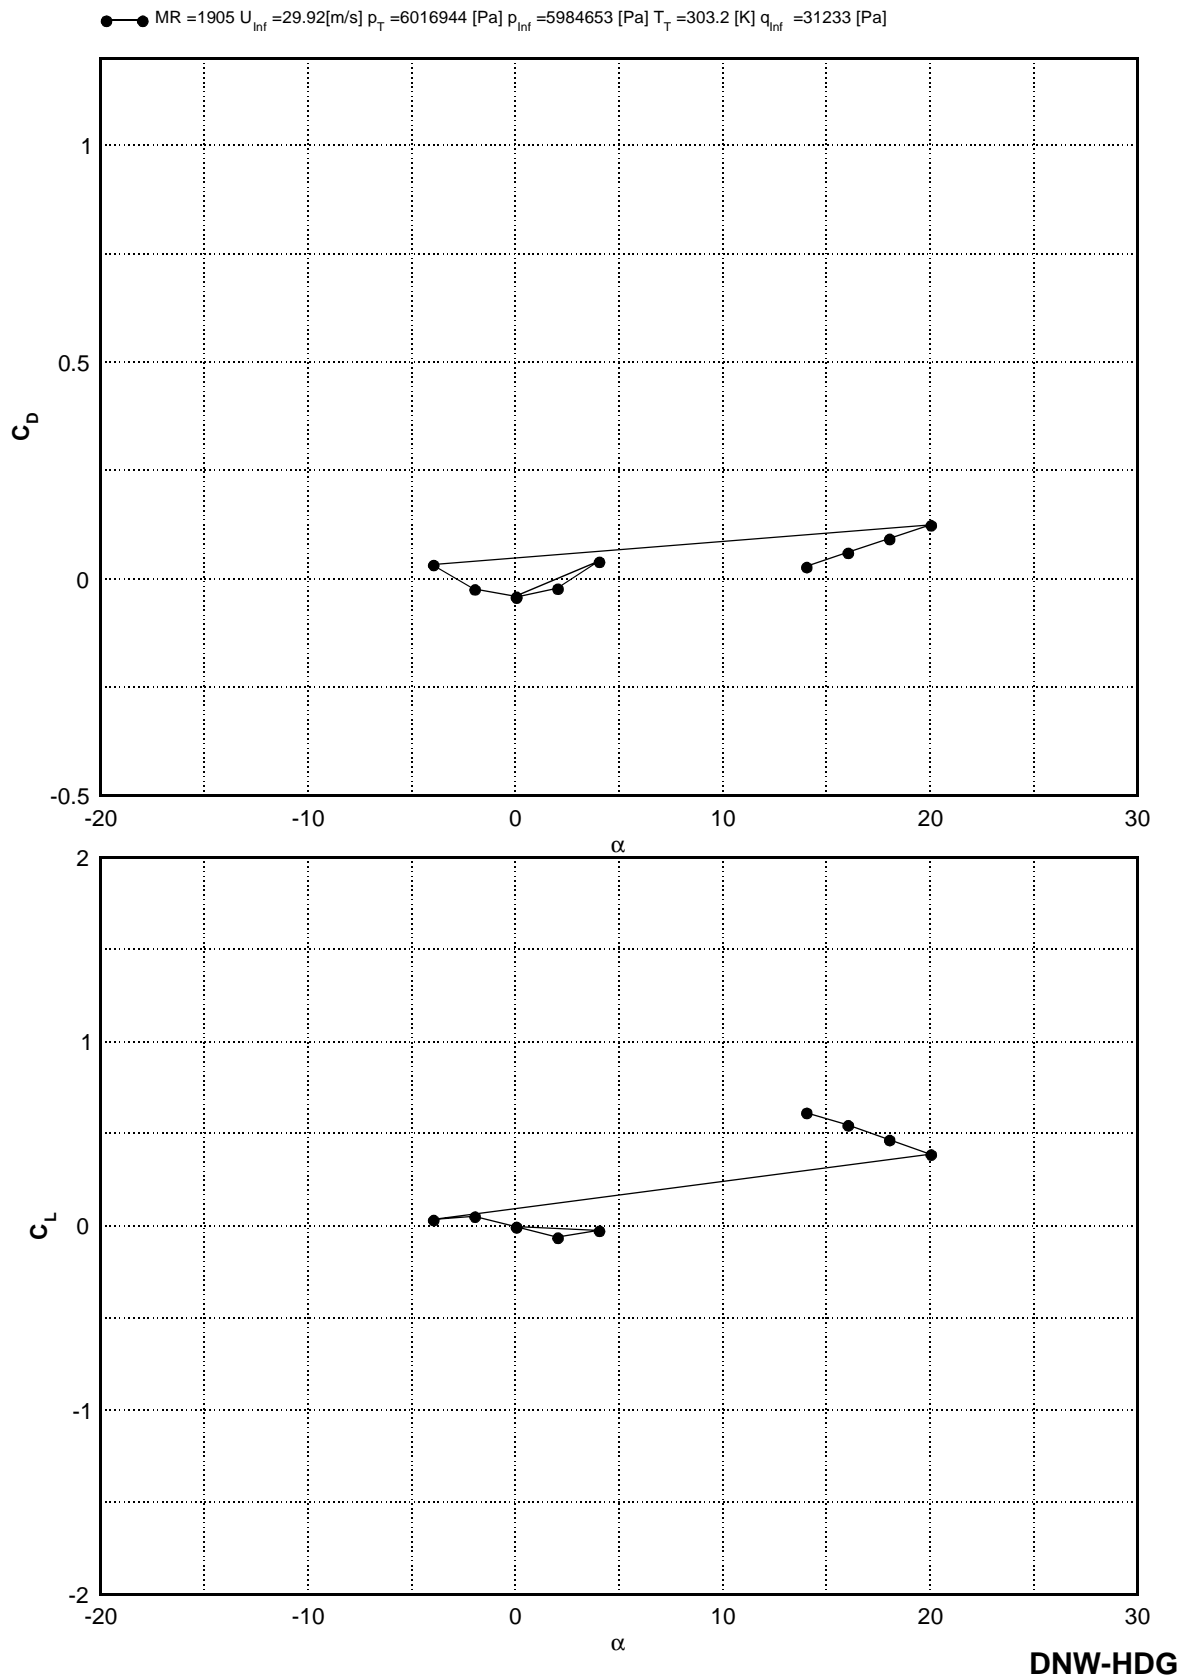 MR =1905 U_Inf =29.92[m/s] p_T =6016944 [Pa] p_Inf =5984653 [Pa] T_T =303.2 [K] q_Inf =31233 [Pa]
1
0.5
C_D
0
-0.5
-20 -10 0 10 20 30
α
2
1
0
C_L
-1
-2
-20 -10 0 10 20 30
α
DNW-HDG